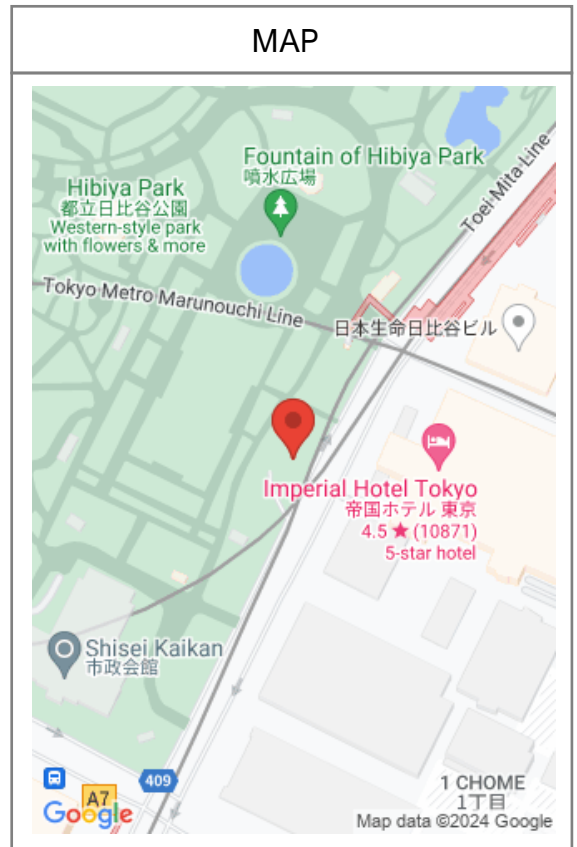 MAP
Fountain of Hibiya Park
噴水広場
Hibiya Park
都立日比谷公園
Western-style park
with flowers & more
Toei-Mita-Line
Tokyo Metro Marunouchi Line
日本生命日比谷ビル
Imperial Hotel Tokyo
帝国ホテル 東京
4.5 ★ (10871)
5-star hotel
Shisei Kaikan
市政会館
409
A7
1 CHOME
1丁目
Google
Map data ©2024 Google